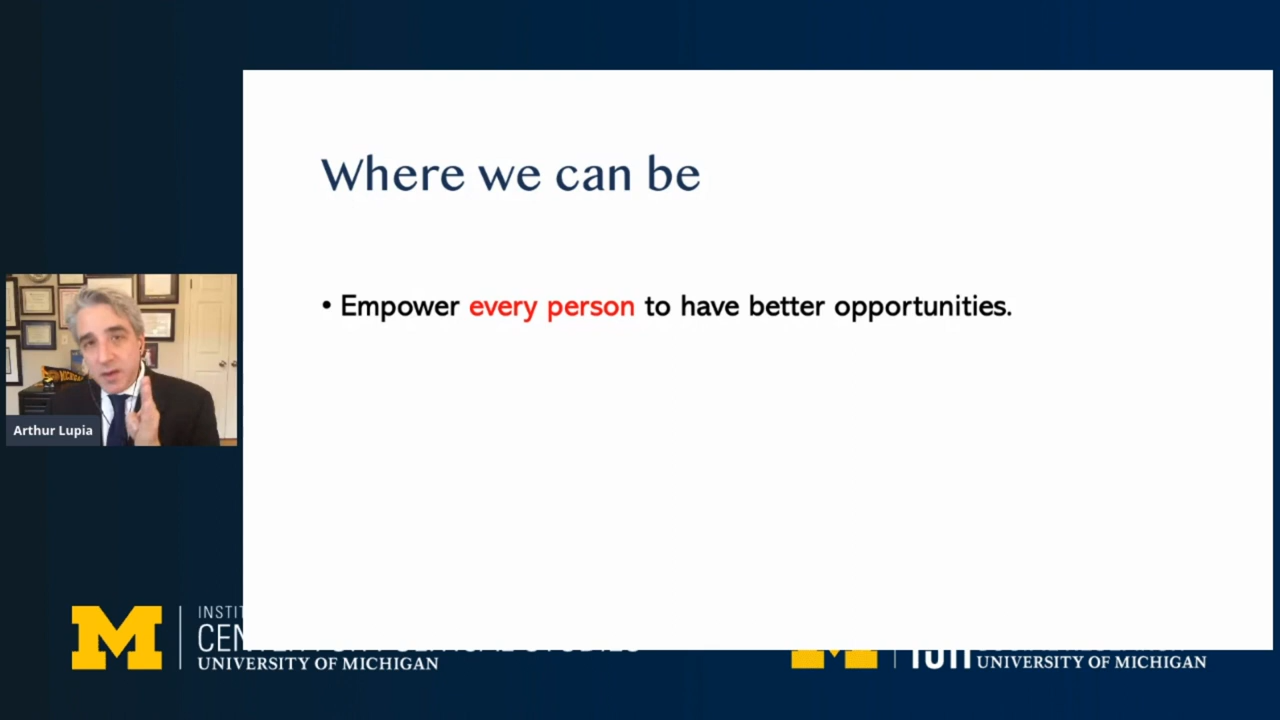 Where we can be
• Empower every person to have better opportunities.
MICHIGAN
Arthur Lupia
M
UNIVERSITY OF MICHIGAN
UNIVERSITY OF MICHIGAN